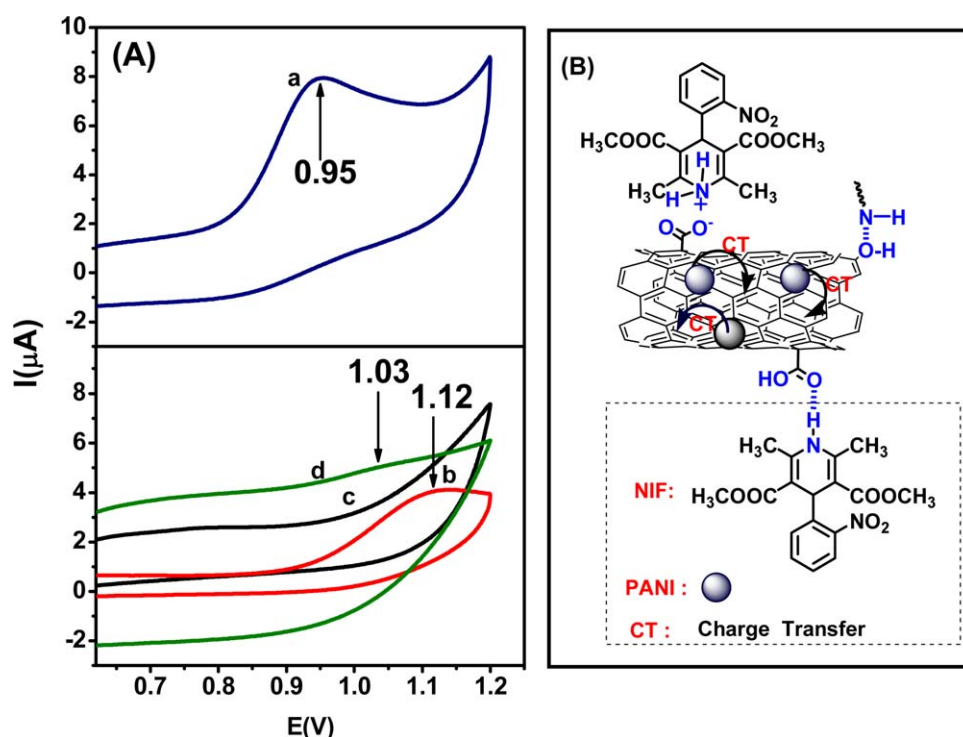 (A)
10
8
6
4
2
0
-2
a
0.95
I(μA)
8
6
4
2
0
-2
1.03
1.12
d
c
b
0.7 0.8 0.9 1.0 1.1 1.2
E(V)
(B)
NO2
H3COOC COOCH3
H
H3C H N CH3
+
O O-
N-H
O-H
CT
CT
CT
HO O
H
H3C N CH3
NIF:
H3COOC COOCH3
NO2
PANI :
CT : Charge Transfer